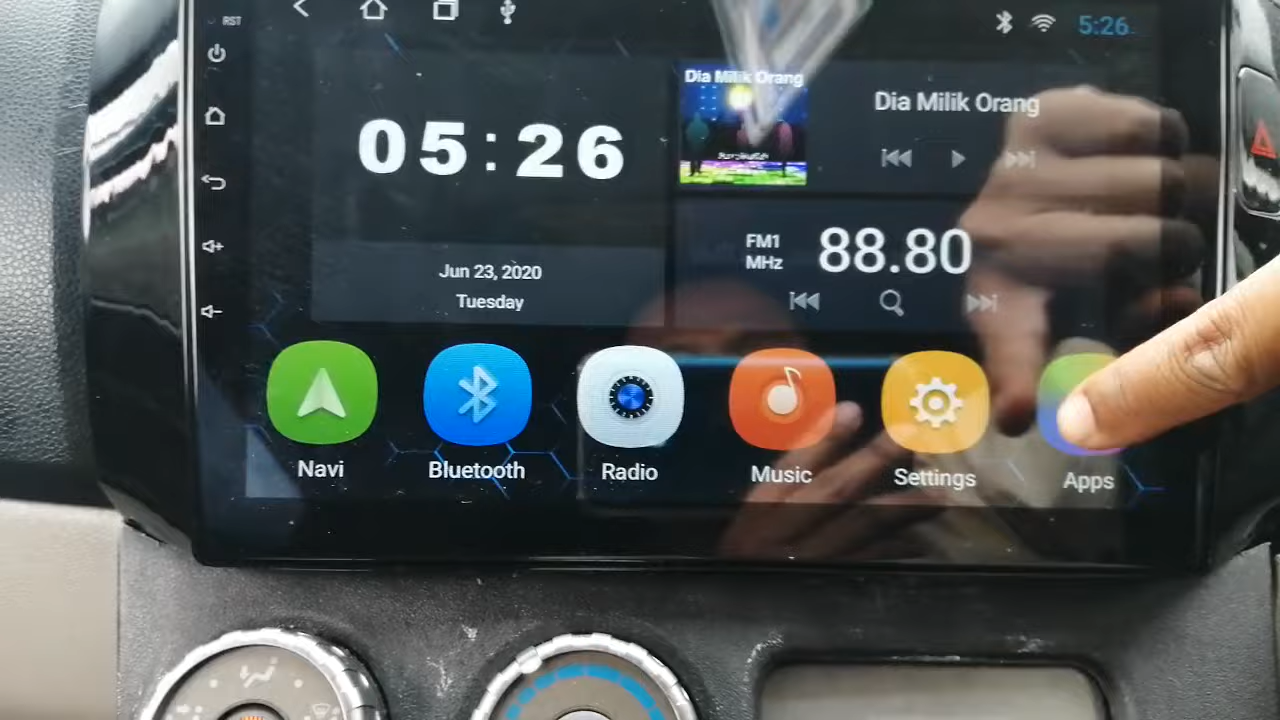 RST
5:26
05:26
Jun 23, 2020
Tuesday
Dia Milik Orang
Dia Milik Orang
FM1
MHz
88.80
Navi
Bluetooth
Radio
Music
Settings
Apps